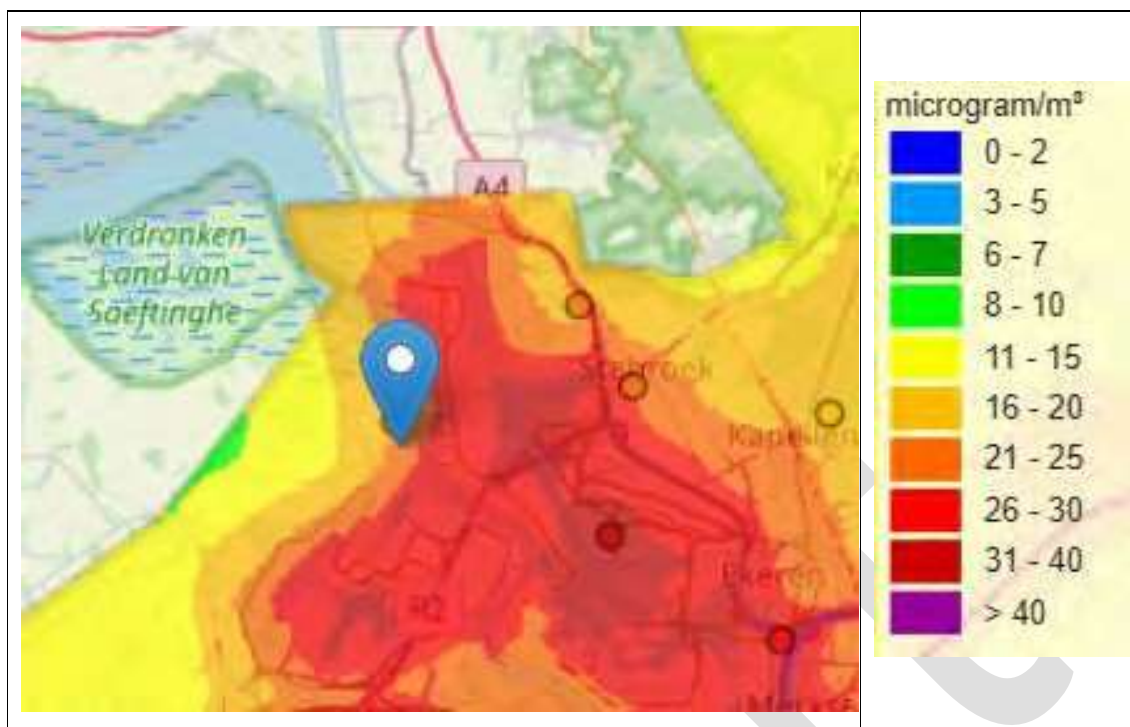 A4
Verdronken
Land van
Saeftinghe
Stabroek
Kapellen
Ekeren
R2
microgram/m³
0 - 2
3 - 5
6 - 7
8 - 10
11 - 15
16 - 20
21 - 25
26 - 30
31 - 40
> 40